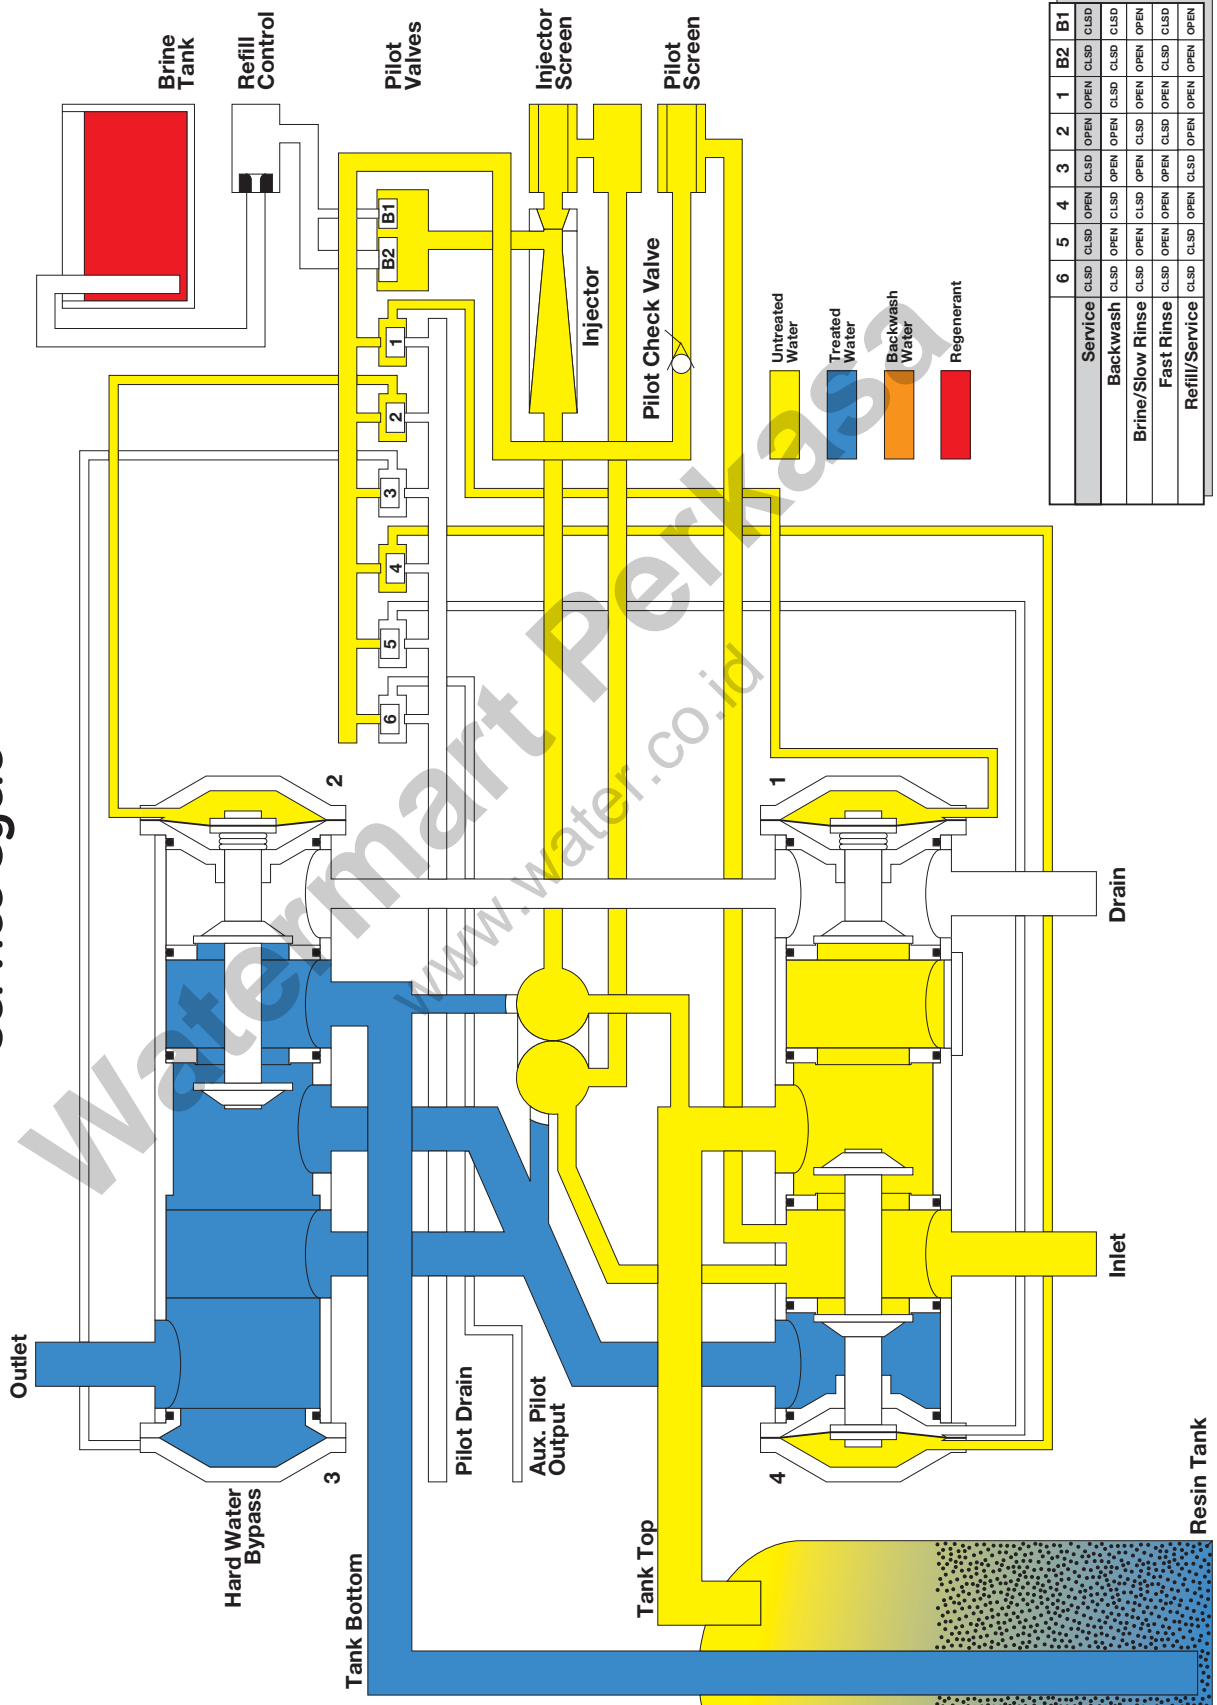 Outlet
Hard Water
Bypass
3
2
Tank Bottom
Pilot Drain
Aux. Pilot
Output
Tank Top
4
1
Inlet
Drain
Resin Tank
Brine
Tank
Refill
Control
Pilot
Valves
6
5
4
3
2
1
B2
B1
Injector
Screen
Injector
Pilot
Screen
Pilot Check Valve
Untreated
Water
Treated
Water
Backwash
Water
Regenerant
6 5 4 3 2 1 B2 B1
Service CLSD CLSD OPEN CLSD OPEN OPEN CLSD CLSD
Backwash CLSD OPEN CLSD OPEN OPEN CLSD CLSD CLSD
Brine/Slow Rinse CLSD OPEN CLSD OPEN CLSD OPEN OPEN OPEN
Fast Rinse CLSD OPEN OPEN OPEN CLSD CLSD CLSD CLSD
Refill/Service CLSD CLSD OPEN CLSD OPEN OPEN OPEN OPEN
Watermart Perkasa
www.water.co.id